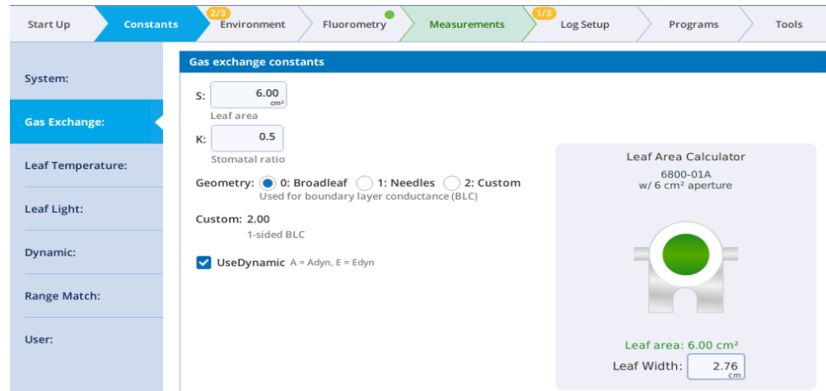 Start Up
Constants
2/3
Environment
Fluorometry
Measurements
1/3
Log Setup
Programs
Tools
System:
Gas Exchange:
Leaf Temperature:
Leaf Light:
Dynamic:
Range Match:
User:
Gas exchange constants
S: 6.00
cm²
Leaf area
K: 0.5
Stomatal ratio
Geometry: 0: Broadleaf 1: Needles 2: Custom
Used for boundary layer conductance (BLC)
Custom: 2.00
1-sided BLC
UseDynamic A = Adyn, E = Edyn
Leaf Area Calculator
6800-01A
w/ 6 cm² aperture
Leaf area: 6.00 cm²
Leaf Width: 2.76
cm